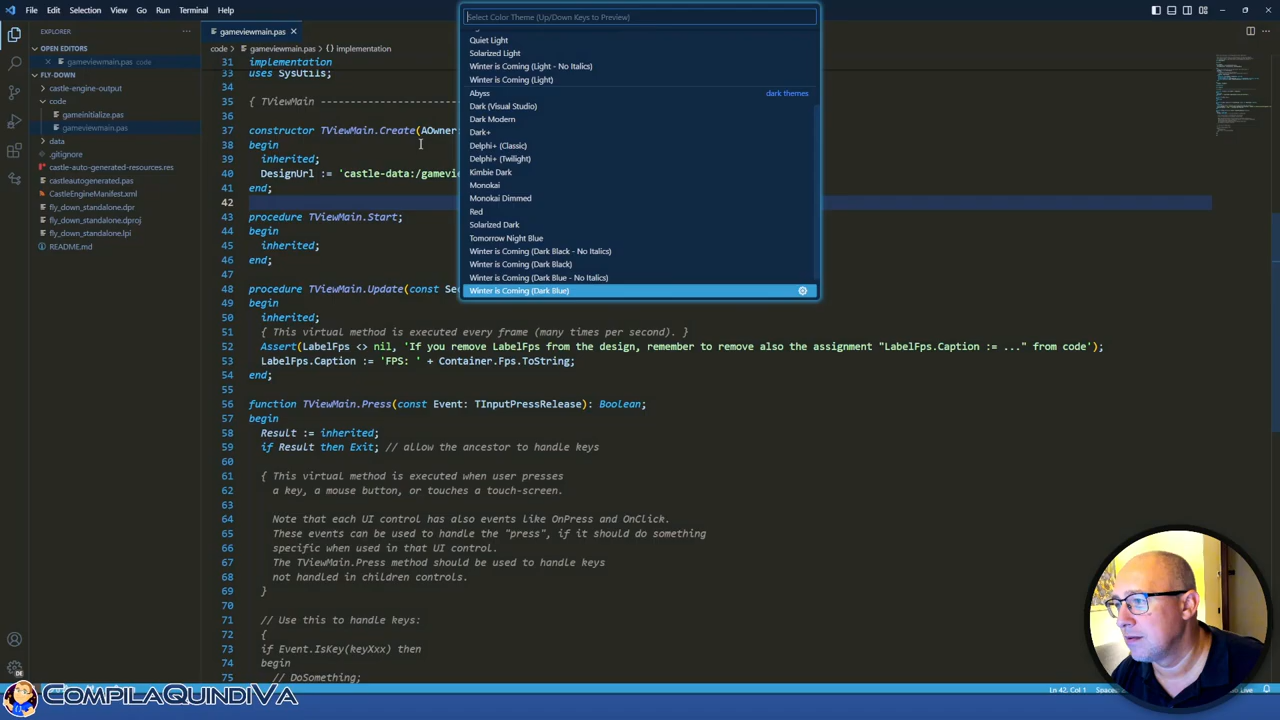 File Edit Selection View Go Run Terminal Help
Select Color Theme (Up/Down Keys to Preview)
Quiet Light
Solarized Light
Winter is Coming (Light - No Italics)
Winter is Coming (Light)
Abyss dark themes
Dark (Visual Studio)
Dark Modern
Dark+
Delphi+ (Classic)
Delphi+ (Twilight)
Kimbie Dark
Monokai
Monokai Dimmed
Red
Solarized Dark
Tomorrow Night Blue
Winter is Coming (Dark Black - No Italics)
Winter is Coming (Dark Black)
Winter is Coming (Dark Blue - No Italics)
Winter is Coming (Dark Blue)
EXPLORER
OPEN EDITORS
gameviewmain.pas code
FLY-DOWN
castle-engine-output
code
gameinitialize.pas
gameviewmain.pas
data
.gitignore
castle-auto-generated-resources.res
castleautogenerated.pas
CastleEngineManifest.xml
fly_down_standalone.dpr
fly_down_standalone.dproj
fly_down_standalone.lpi
README.md
gameviewmain.pas
code > gameviewmain.pas > {} implementation
31 implementation
33 uses SysUtils;
34
35 { TViewMain -----------------------
36
37 constructor TViewMain.Create(AOwner
38 begin
39 inherited;
40 DesignUrl := 'castle-data:/gamevi
41 end;
42
43 procedure TViewMain.Start;
44 begin
45 inherited;
46 end;
47
48 procedure TViewMain.Update(const Se
49 begin
50 inherited;
51 { This virtual method is executed every frame (many times per second). }
52 Assert(LabelFps <> nil, 'If you remove LabelFps from the design, remember to remove also the assignment "LabelFps.Caption := ..." from code');
53 LabelFps.Caption := 'FPS: ' + Container.Fps.ToString;
54 end;
55
56 function TViewMain.Press(const Event: TInputPressRelease): Boolean;
57 begin
58 Result := inherited;
59 if Result then Exit; // allow the ancestor to handle keys
60
61 { This virtual method is executed when user presses
62 a key, a mouse button, or touches a touch-screen.
63
64 Note that each UI control has also events like OnPress and OnClick.
65 These events can be used to handle the "press", if it should do something
66 specific when used in that UI control.
67 The TViewMain.Press method should be used to handle keys
68 not handled in children controls.
69 }
70
71 // Use this to handle keys:
72 {
73 if Event.IsKey(keyXxx) then
74 begin
75 // DoSomething;
DE
CompilaQuindiVa
Ln 42, Col 1 Live